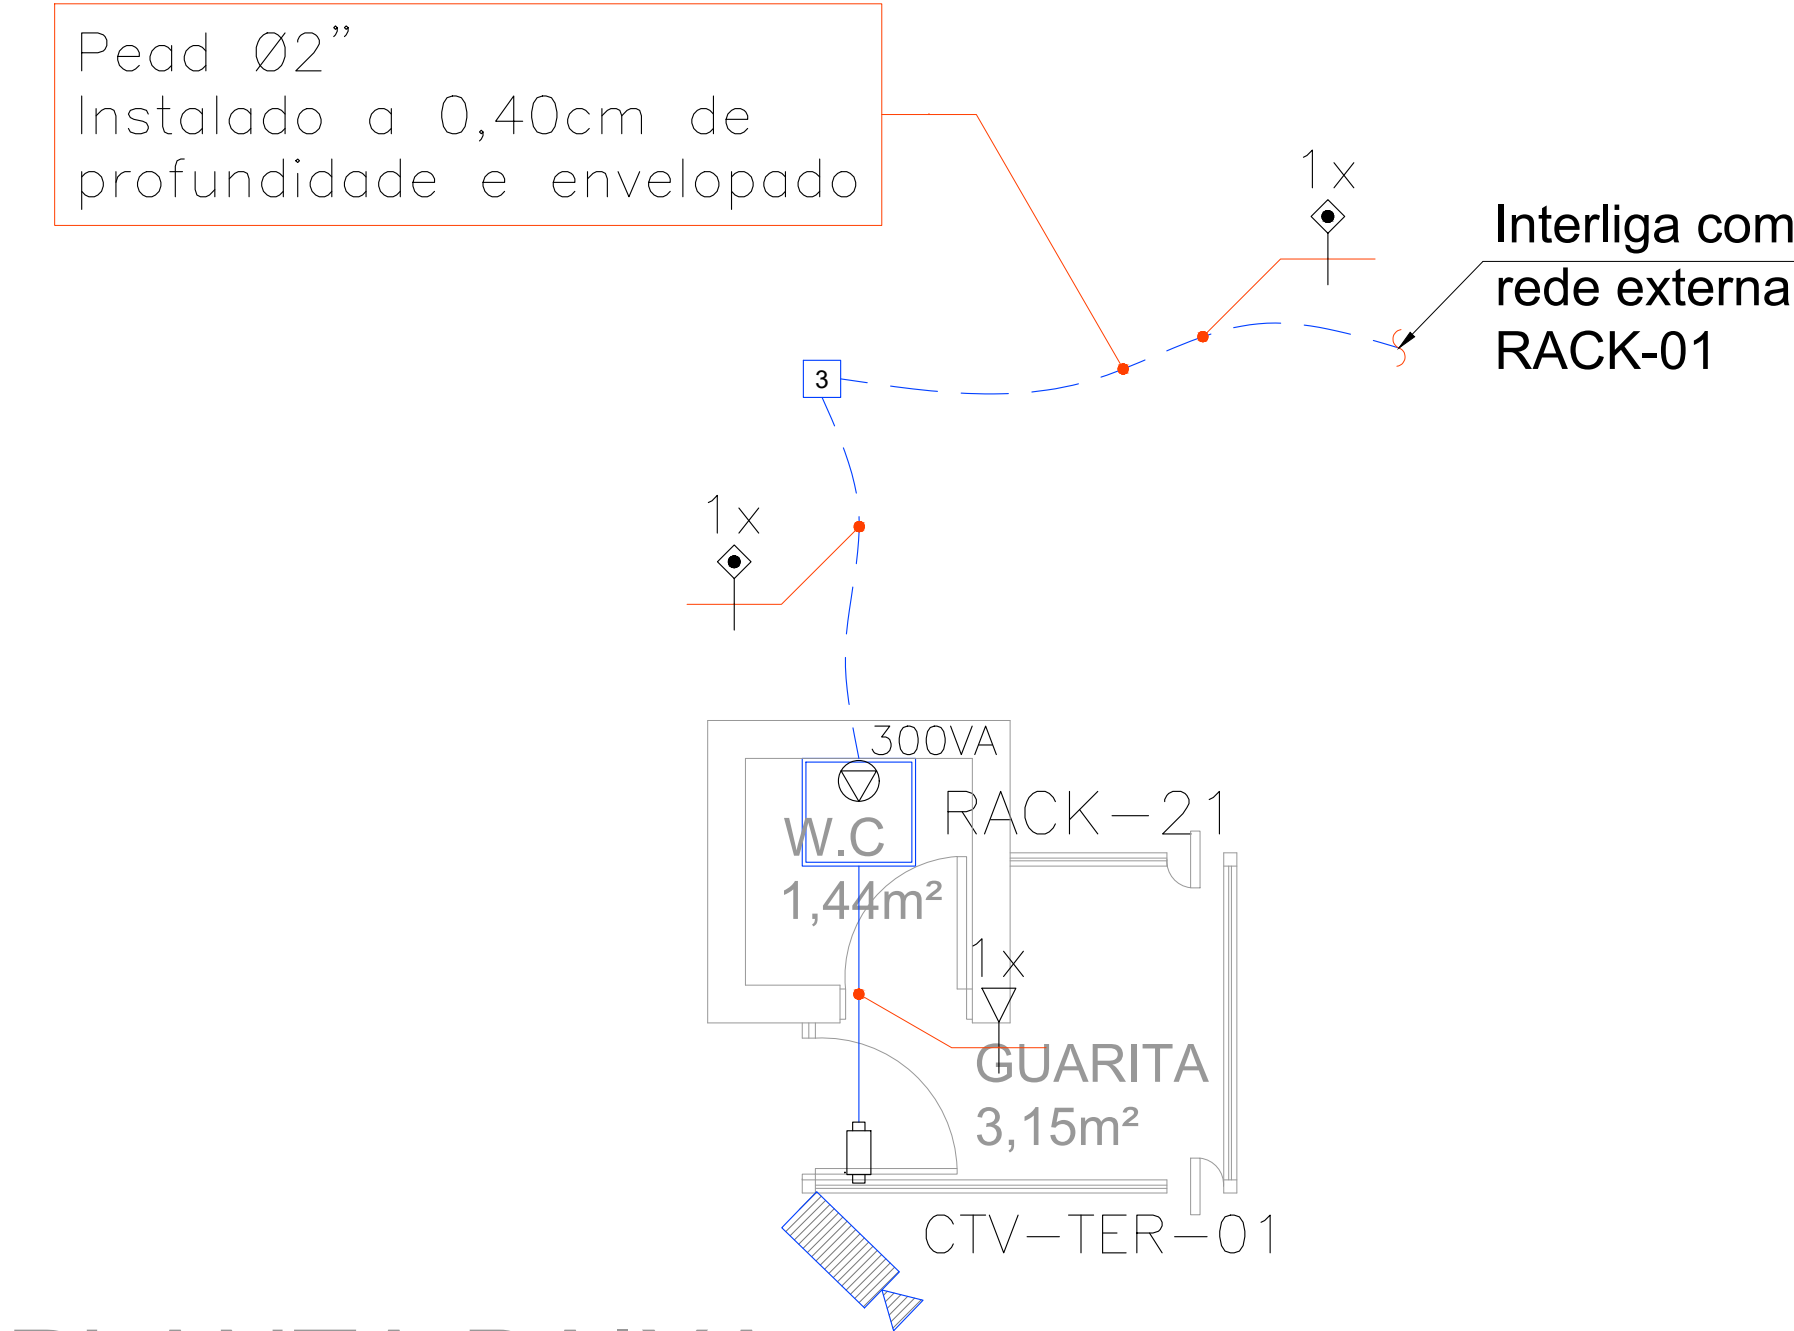 Pead Ø2”
Instalado a 0,40cm de
profundidade e envelopado
1x
Interliga com
rede externa
RACK-01
3
1x
300VA
RACK-21
W.C
1,44m²
1x
GUARITA
3,15m²
CTV-TER-01